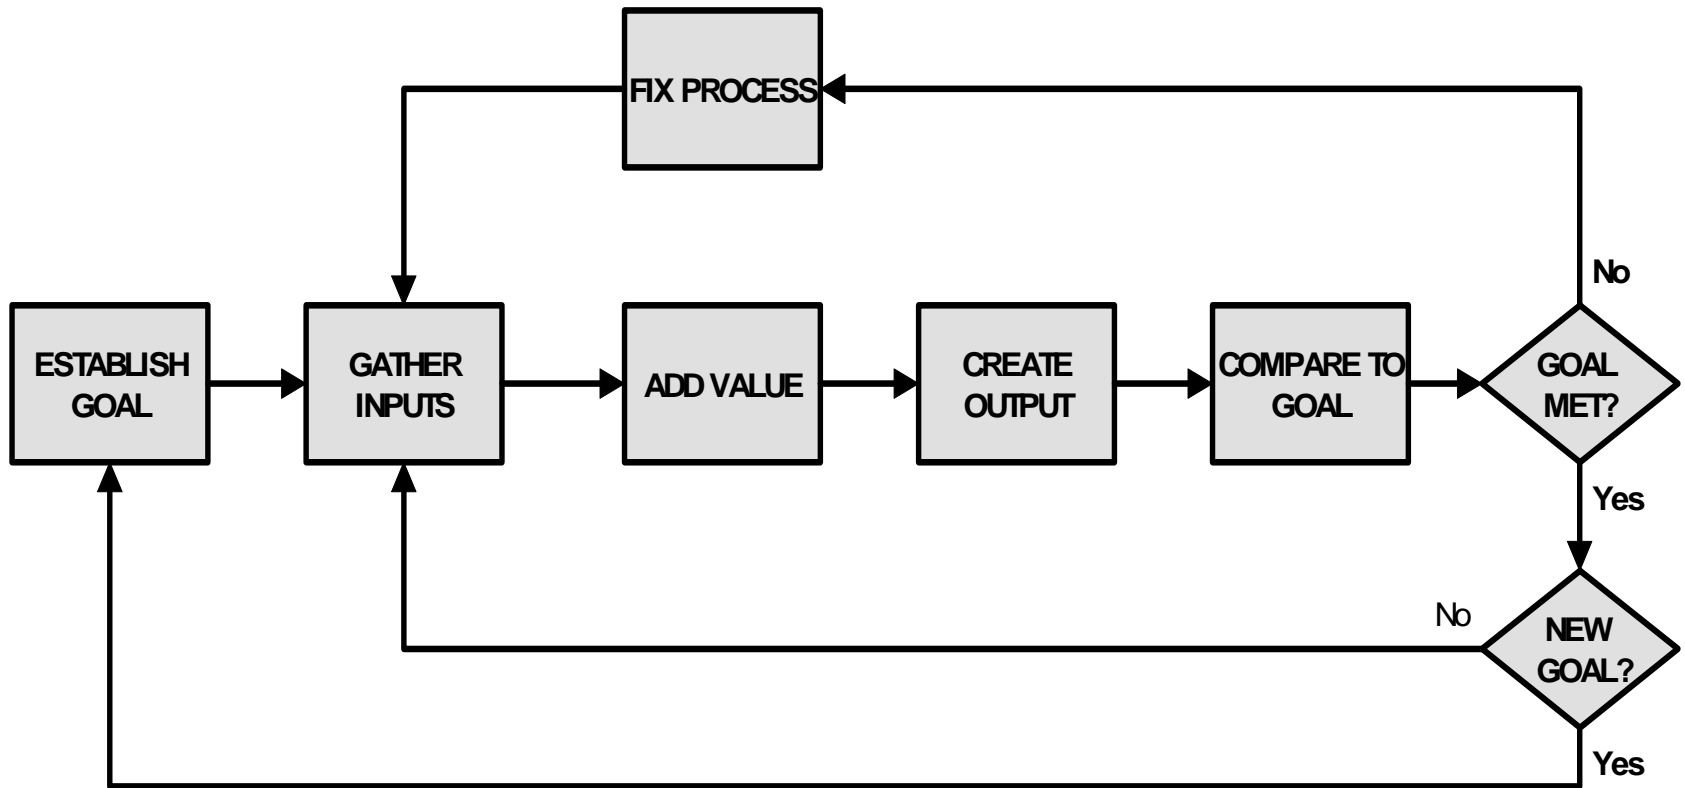 FIX PROCESS
No
ESTABLISH
GOAL
GATHER
INPUTS
ADD VALUE
CREATE
OUTPUT
COMPARE TO
GOAL
GOAL
MET?
Yes
No
NEW
GOAL?
Yes